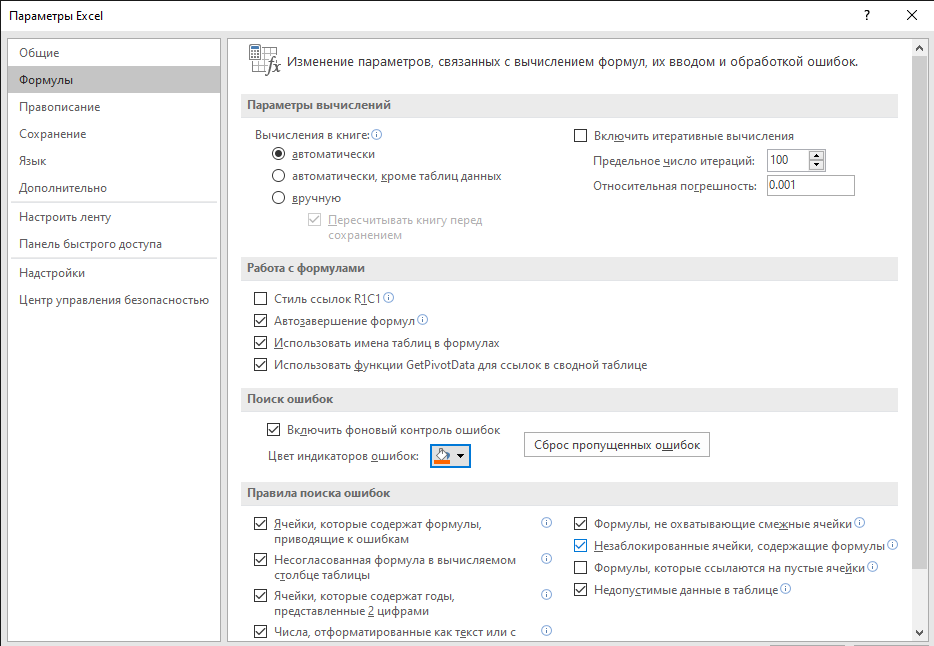 Параметры Excel
?
Общие
Формулы
Правописание
Сохранение
Язык
Дополнительно
Настроить ленту
Панель быстрого доступа
Надстройки
Центр управления безопасностью
fx
Изменение параметров, связанных с вычислением формул, их вводом и обработкой ошибок.
Параметры вычислений
Вычисления в книге:
автоматически
автоматически, кроме таблиц данных
вручную
Пересчитывать книгу перед
сохранением
Включить итеративные вычисления
Предельное число итераций: 100
Относительная погрешность: 0.001
Работа с формулами
Стиль ссылок R1C1
Автозавершение формул
Использовать имена таблиц в формулах
Использовать функции GetPivotData для ссылок в сводной таблице
Поиск ошибок
Включить фоновый контроль ошибок
Цвет индикаторов ошибок:
Сброс пропущенных ошибок
Правила поиска ошибок
Ячейки, которые содержат формулы,
приводящие к ошибкам
Несогласованная формула в вычисляемом
столбце таблицы
Ячейки, которые содержат годы,
представленные 2 цифрами
Числа, отформатированные как текст или с
Формулы, не охватывающие смежные ячейки
Незаблокированные ячейки, содержащие формулы
Формулы, которые ссылаются на пустые ячейки
Недопустимые данные в таблице